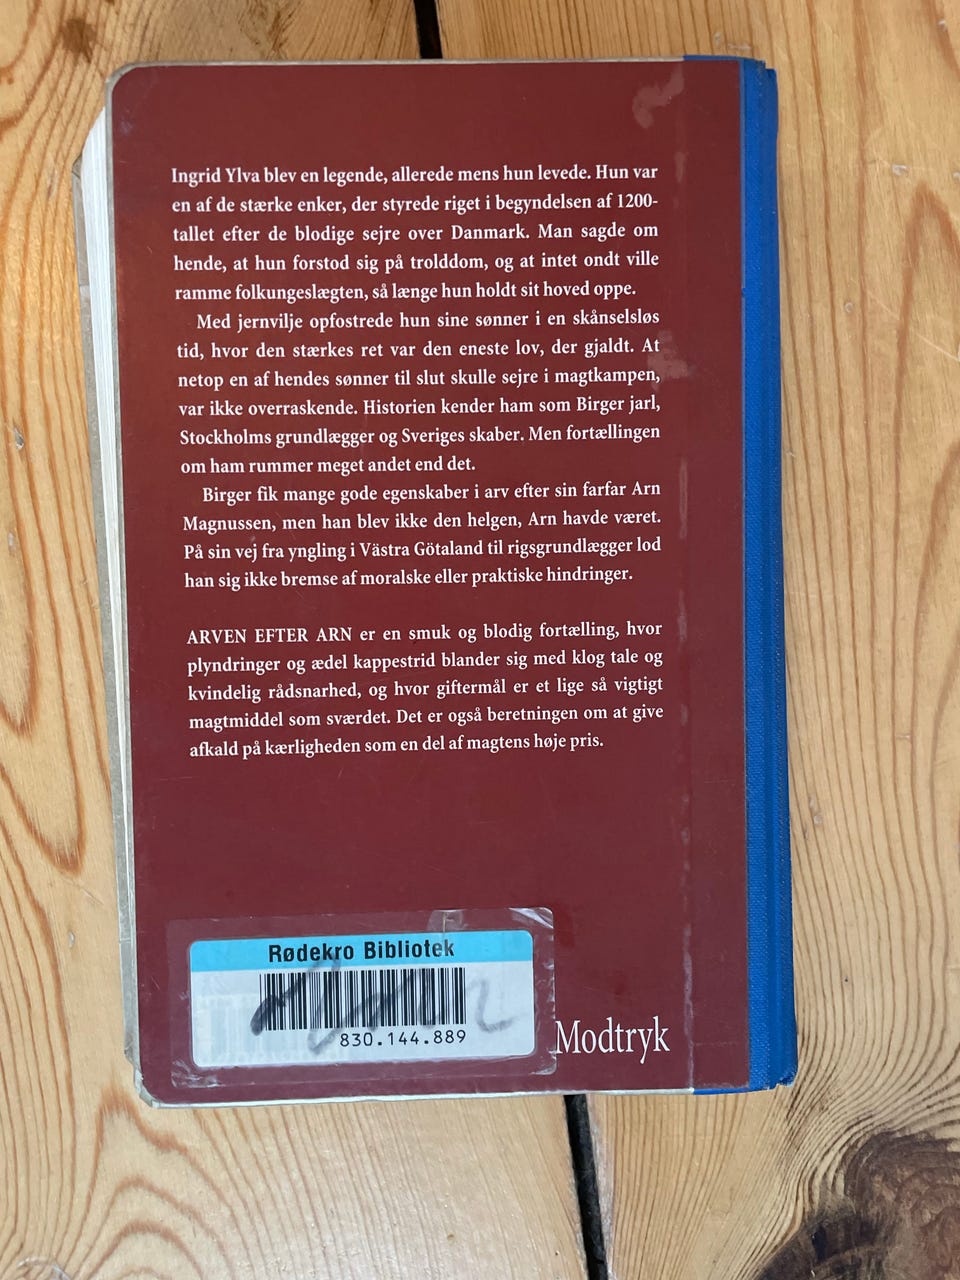 Ingrid Ylva blev en legende, allerede mens hun levede. Hun var
en af de stærke enker, der styrede riget i begyndelsen af 1200-
tallet efter de blodige sejre over Danmark. Man sagde om
hende, at hun forstod sig på trolddom, og at intet ondt ville
ramme folkungeslægten, så længe hun holdt sit hoved oppe.
Med jernvilje opfostrede hun sine sønner i en skånselsløs
tid, hvor den stærkes ret var den eneste lov, der gjaldt. At
netop en af hendes sønner til slut skulle sejre i magtkampen,
var ikke overraskende. Historien kender ham som Birger jarl,
Stockholms grundlægger og Sveriges skaber. Men fortællingen
om ham rummer meget andet end det.
Birger fik mange gode egenskaber i arv efter sin farfar Arn
Magnussen, men han blev ikke den helgen, Arn havde været.
På sin vej fra yngling i Västra Götaland til rigsgrundlægger lod
han sig ikke bremse af moralske eller praktiske hindringer.
ARVEN EFTER ARN er en smuk og blodig fortælling, hvor
plyndringer og ædel kappestrid blander sig med klog tale og
kvindelig rådsnarhed, og hvor giftermål er et lige så vigtigt
magtmiddel som sværdet. Det er også beretningen om at give
afkald på kærligheden som en del af magtens høje pris.
Rødekro Bibliotek
830.144.889
Modtryk